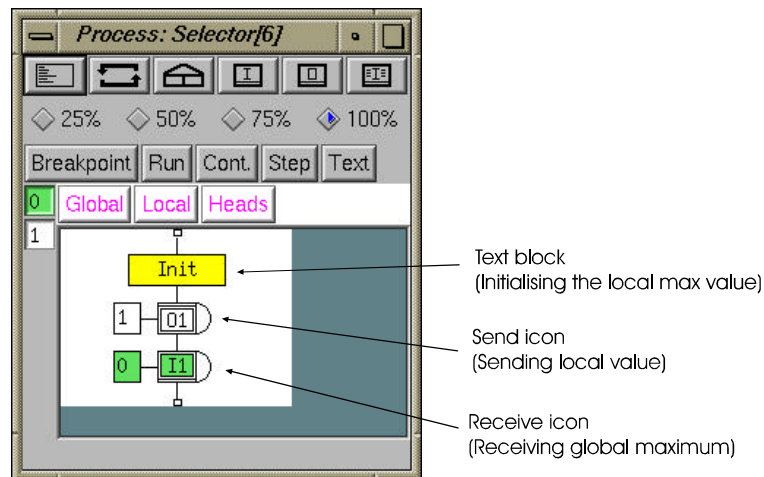 Process: Selector[6]
I O I
25% 50% 75% 100%
Breakpoint Run Cont. Step Text
0 Global Local Heads
1
Init
1 O1
0 I1
Text block
(Initialising the local max value)
Send icon
(Sending local value)
Receive icon
(Receiving global maximum)